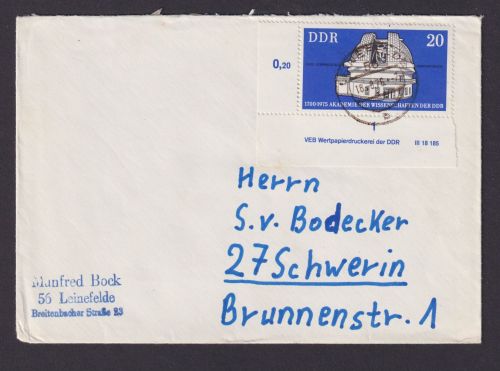 DDR 20
0,20
1700-1975 AKADEMIE DER WISSENSCHAFTEN DER DDR
1
VEB Wertpapierdruckerei der DDR III 18 185
Herrn
S.v. Bodecker
27 Schwerin
Brunnenstr. 1
Manfred Bock
56 Leinefelde
Breitenbacher Straße 23